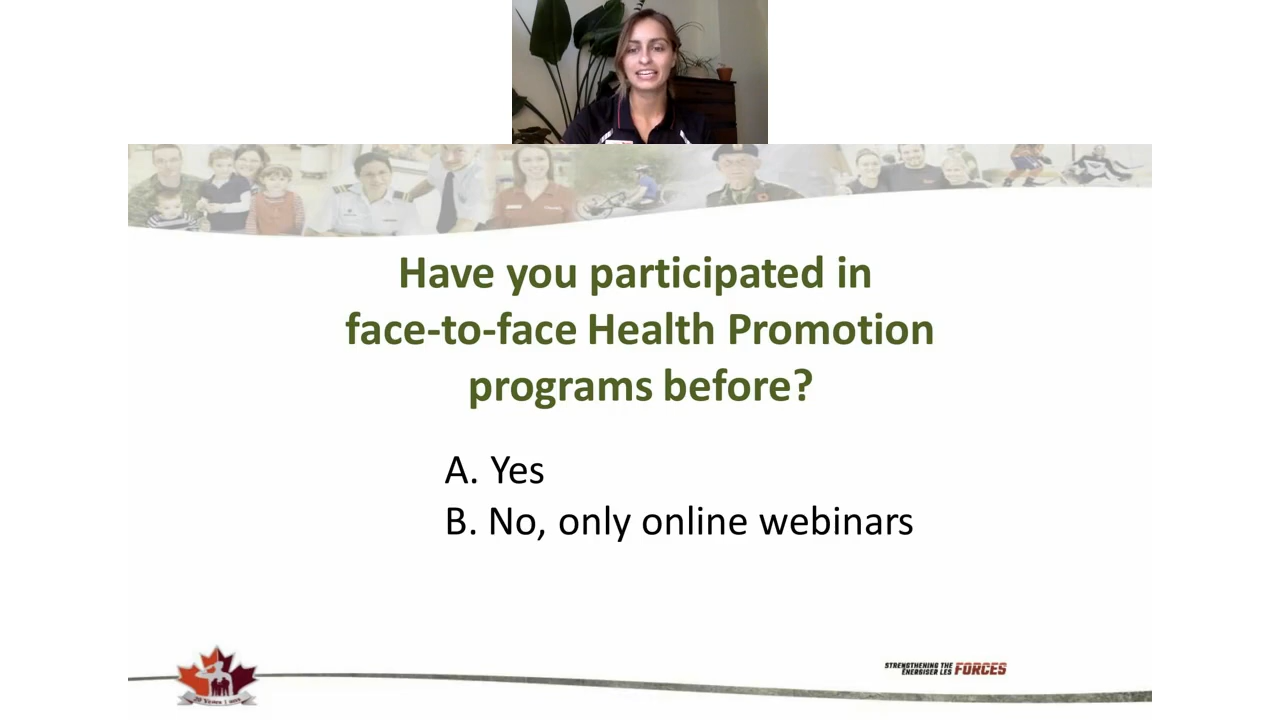 Have you participated in
face-to-face Health Promotion
programs before?
A. Yes
B. No, only online webinars
STRENGTHENING THE
ÉNERGISER LES FORCES